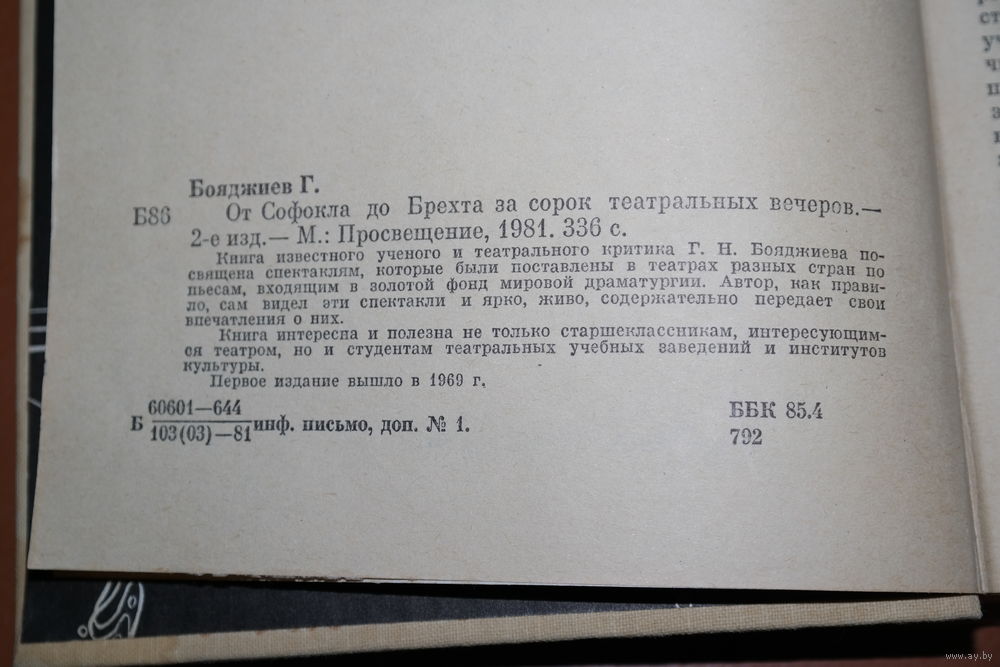 Бояджиев Г.
Б86 От Софокла до Брехта за сорок театральных вечеров.—
2-е изд.— М.: Просвещение, 1981. 336 с.
Книга известного ученого и театрального критика Г. Н. Бояджиева по-
священа спектаклям, которые были поставлены в театрах разных стран по
пьесам, входящим в золотой фонд мировой драматургии. Автор, как прави-
ло, сам видел эти спектакли и ярко, живо, содержательно передает свои
впечатления о них.
Книга интересна и полезна не только старшеклассникам, интересующим-
ся театром, но и студентам театральных учебных заведений и институтов
культуры.
Первое издание вышло в 1969 г.
60601—644
Б инф. письмо, доп. № 1.
103(03)—81
ББК 85.4
792
www.ay.by